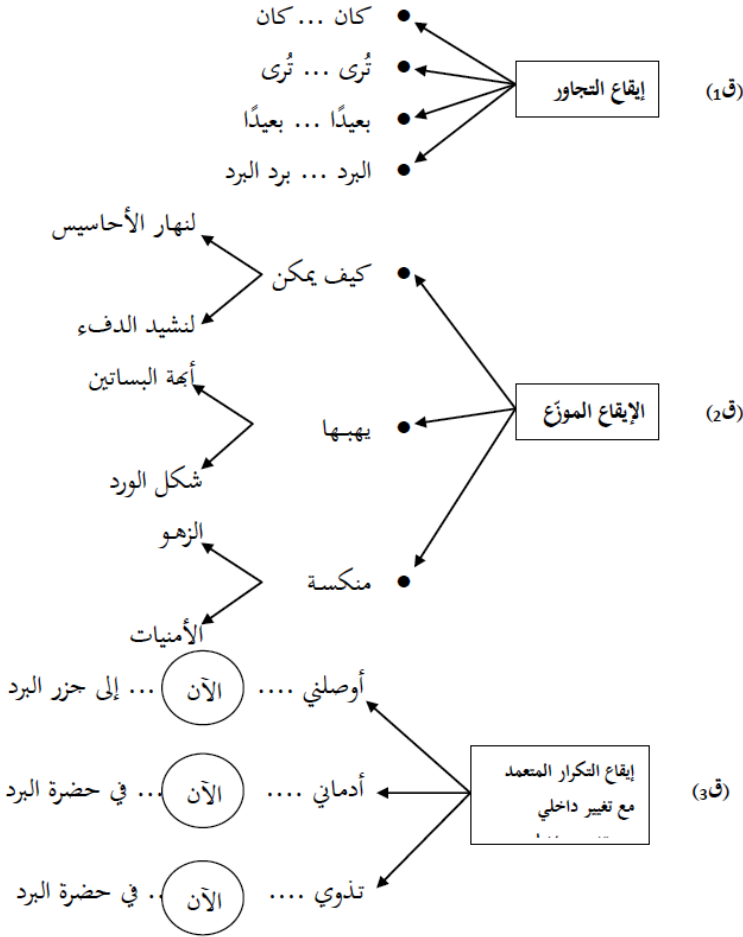 (ق1)
إيقاع التجاور
كان ... كان
تُرى ... تُرى
بعيدًا ... بعيدًا
البرد ... برد البرد
(ق2)
الإيقاع الموزّع
كيف يمكن
لنهار الأحاسيس
لنشيد الدفء
يهبها
أبهة البساتين
شكل الورد
منكسة
الزهو
الأمنيات
(ق3)
إيقاع التكرار المتعمد
مع تغيير داخلي
أوصلني .... الآن ... إلى جزر البرد
أدماني .... الآن ... في حضرة البرد
تذوي .... الآن .. في حضرة البرد